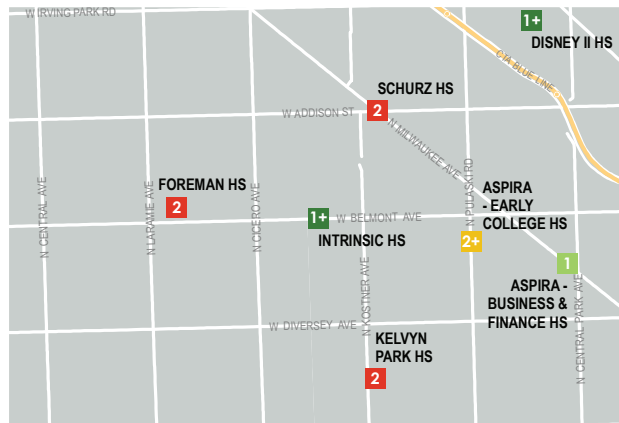 W IRVING PARK RD
1+
DISNEY II HS
CTA BLUE LINE
SCHURZ HS
2
W ADDISON ST
N MILWAUKEE AVE
N PULASKI RD
N CENTRAL AVE
N LARAMIE AVE
FOREMAN HS
2
N CICERO AVE
1+
W BELMONT AVE
INTRINSIC HS
ASPIRA
- EARLY
COLLEGE HS
2+
1
ASPIRA -
BUSINESS &
FINANCE HS
N KOSTNER AVE
N CENTRAL PARK AVE
W DIVERSEY AVE
KELVYN
PARK HS
2